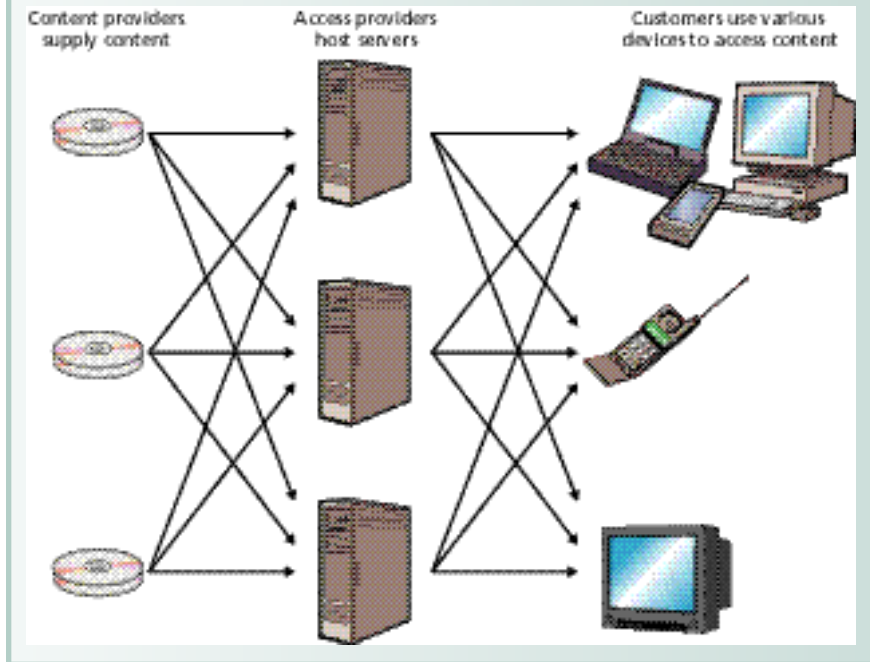 Content providers
supply content
Access providers
host servers
Customers use various
devices to access content